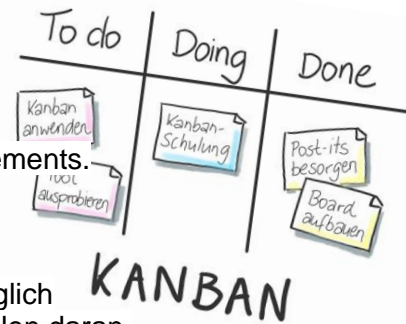 To do
Doing
Done
Kanban
anwenden
Kanban-
Schulung
Post-its
besorgen
ements.
Tool
ausprobieren
Board
aufbauen
KANBAN
glich